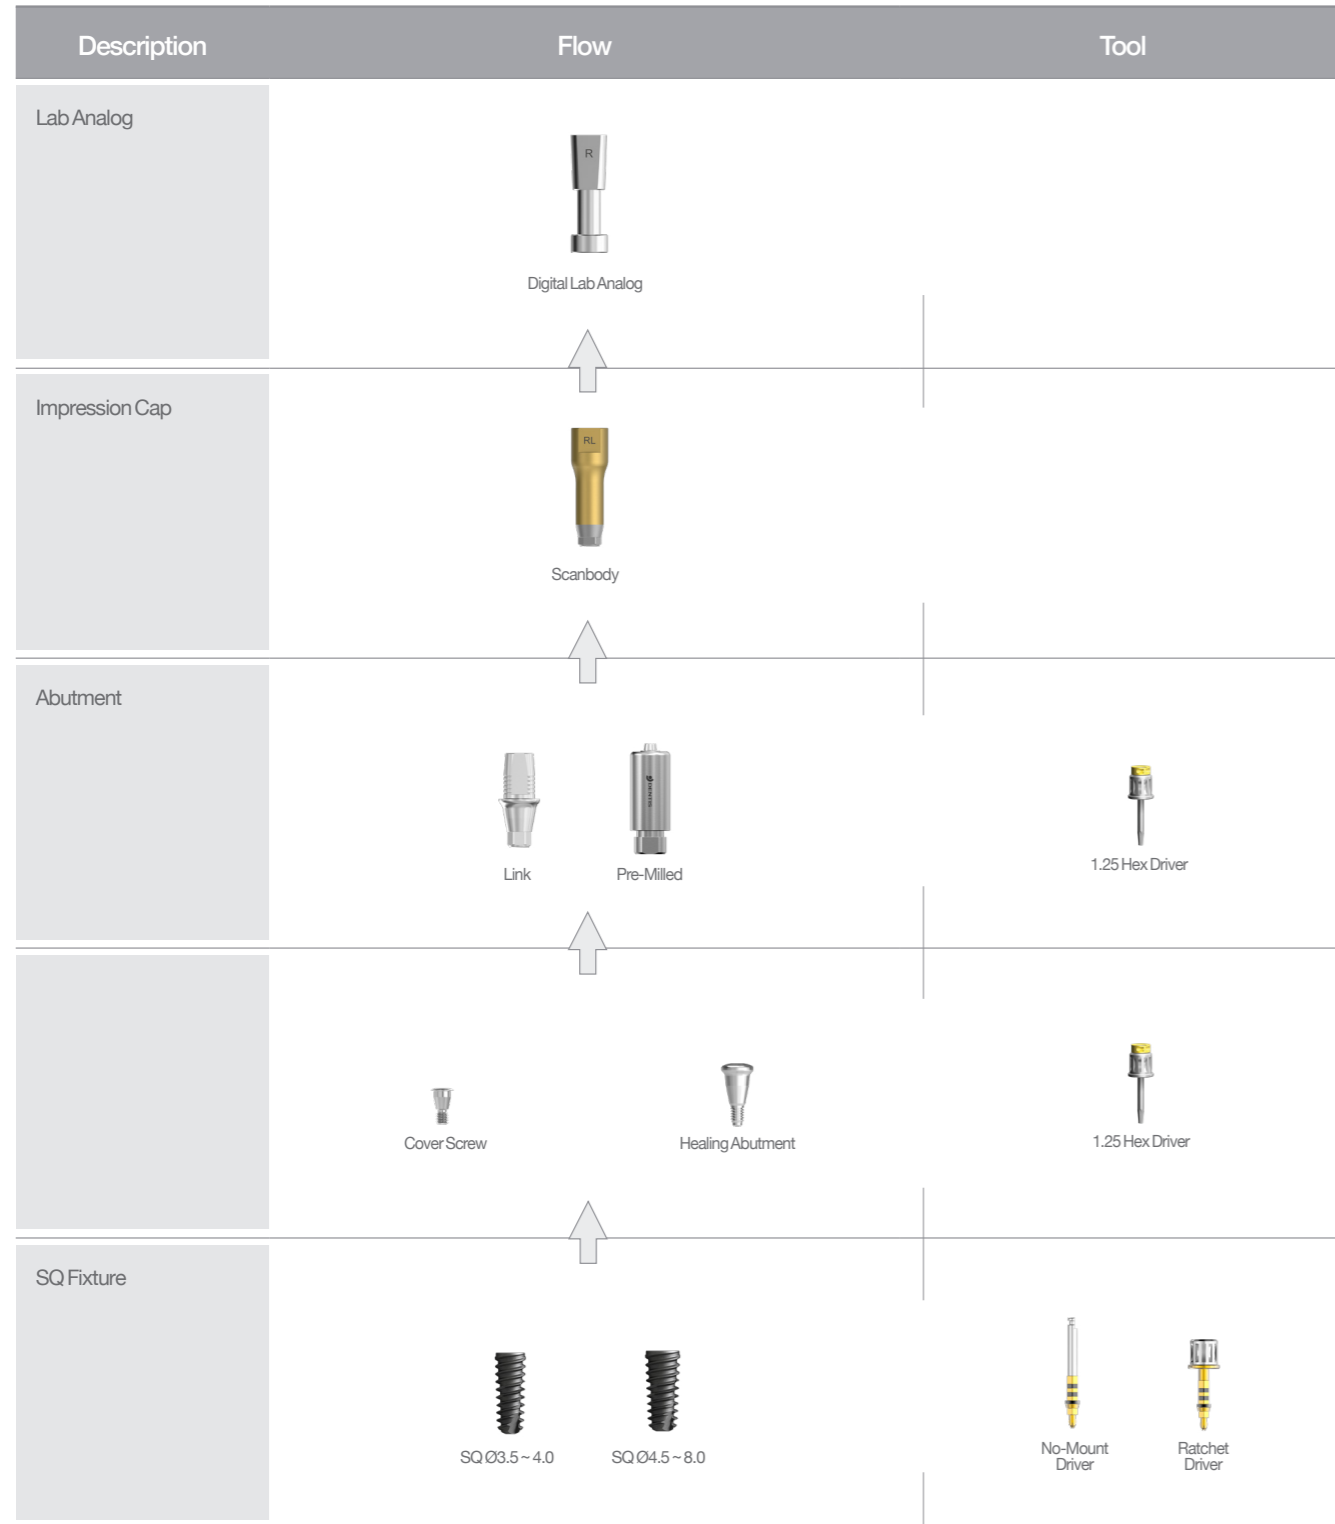 Description Flow Tool
Lab Analog
R
Digital Lab Analog
Impression Cap
RL
Scanbody
Abutment
DENTIS
Link Pre-Milled 1.25 Hex Driver
Cover Screw Healing Abutment 1.25 Hex Driver
SQ Fixture
SQ Ø3.5 ~ 4.0 SQ Ø4.5 ~ 8.0
No-Mount
Driver
Ratchet
Driver